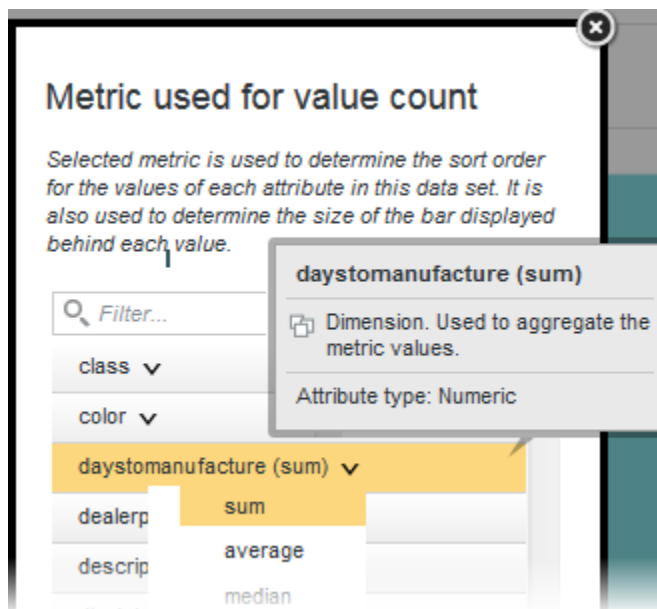 Metric used for value count
Selected metric is used to determine the sort order
for the values of each attribute in this data set. It is
also used to determine the size of the bar displayed
behind each value.
daystomanufacture (sum)
Filter...
Dimension. Used to aggregate the
metric values.
class
Attribute type: Numeric
color
daystomanufacture (sum)
sum
dealerp
average
descrip
median